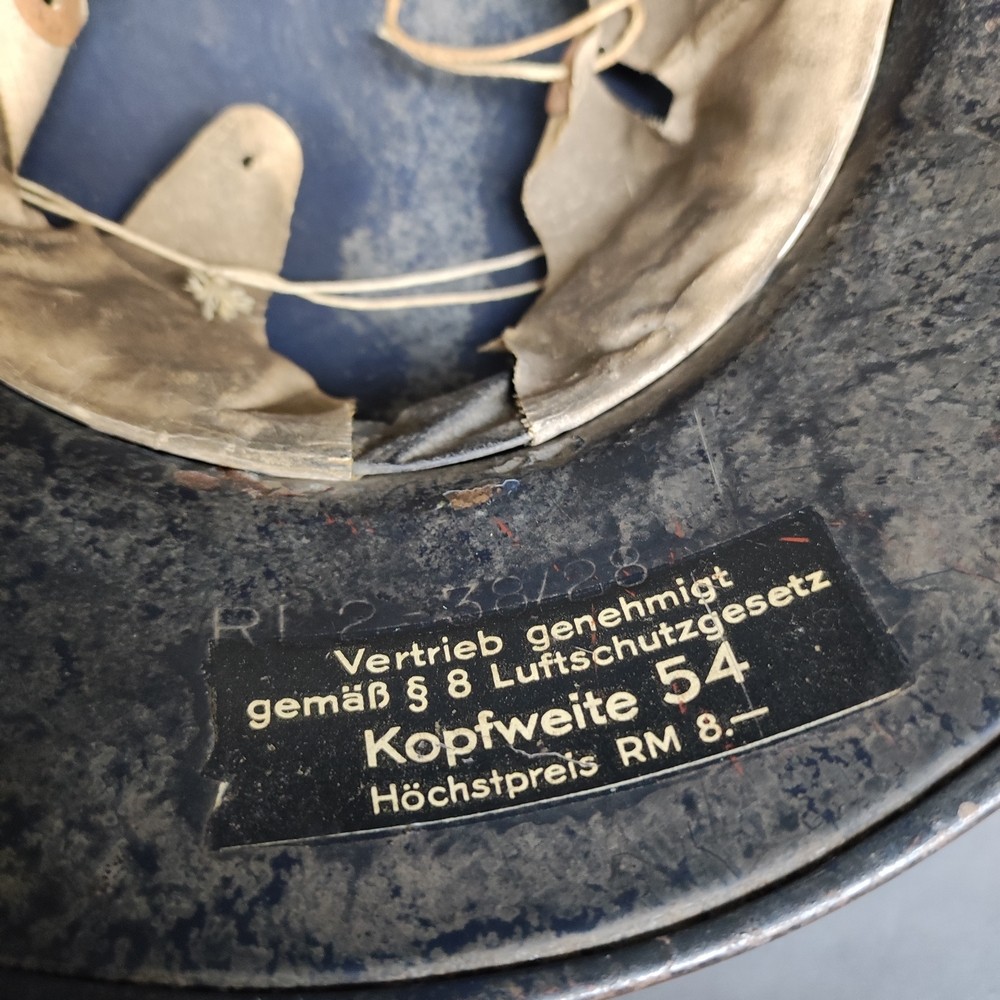 RL 2 - 38/28
Vertrieb genehmigt
gemäß § 8 Luftschutzgesetz
Kopfweite 54
Höchstpreis RM 8.—